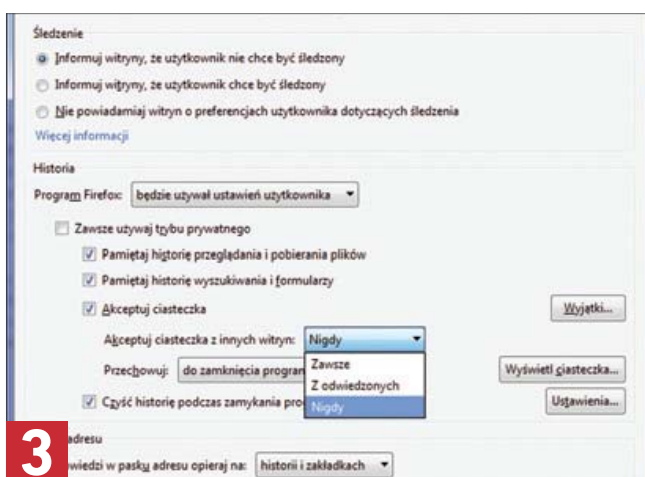 Śledzenie
Informuj witryny, że użytkownik nie chce być śledzony
Informuj witryny, że użytkownik chce być śledzony
Nie powiadamiaj witryn o preferencjach użytkownika dotyczących śledzenia
Więcej informacji
Historia
Program Firefox: będzie używał ustawień użytkownika
Zawsze używaj trybu prywatnego
Pamiętaj historię przeglądania i pobierania plików
Pamiętaj historię wyszukiwania i formularzy
Akceptuj ciasteczka Wyjątki...
Akceptuj ciasteczka z innych witryn: Nigdy
Zawsze
Przechowuj: do zamknięcia Wyświetl ciasteczka...
Z odwiedzonych
Czyść historię podczas zamykania Nigdy Ustawienia...
3 adresu
w pasku adresu opieraj na: historii i zakładkach